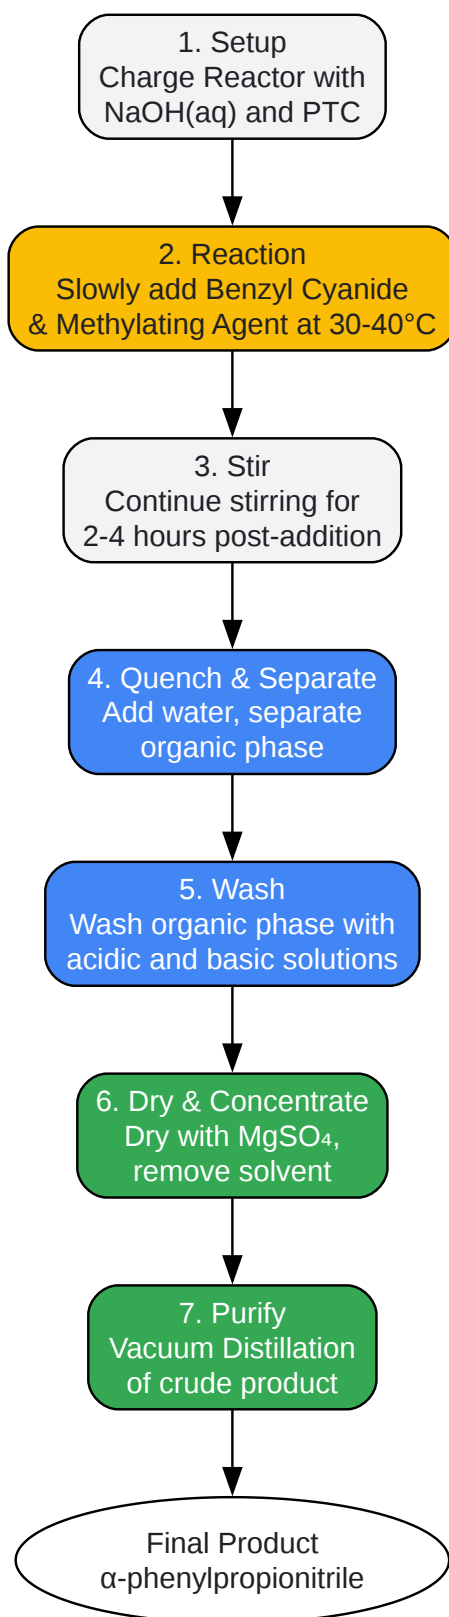 1. Setup
Charge Reactor with
NaOH(aq) and PTC
2. Reaction
Slowly add Benzyl Cyanide
& Methylating Agent at 30-40°C
3. Stir
Continue stirring for
2-4 hours post-addition
4. Quench & Separate
Add water, separate
organic phase
5. Wash
Wash organic phase with
acidic and basic solutions
6. Dry & Concentrate
Dry with MgSO₄,
remove solvent
7. Purify
Vacuum Distillation
of crude product
Final Product
α-phenylpropionitrile